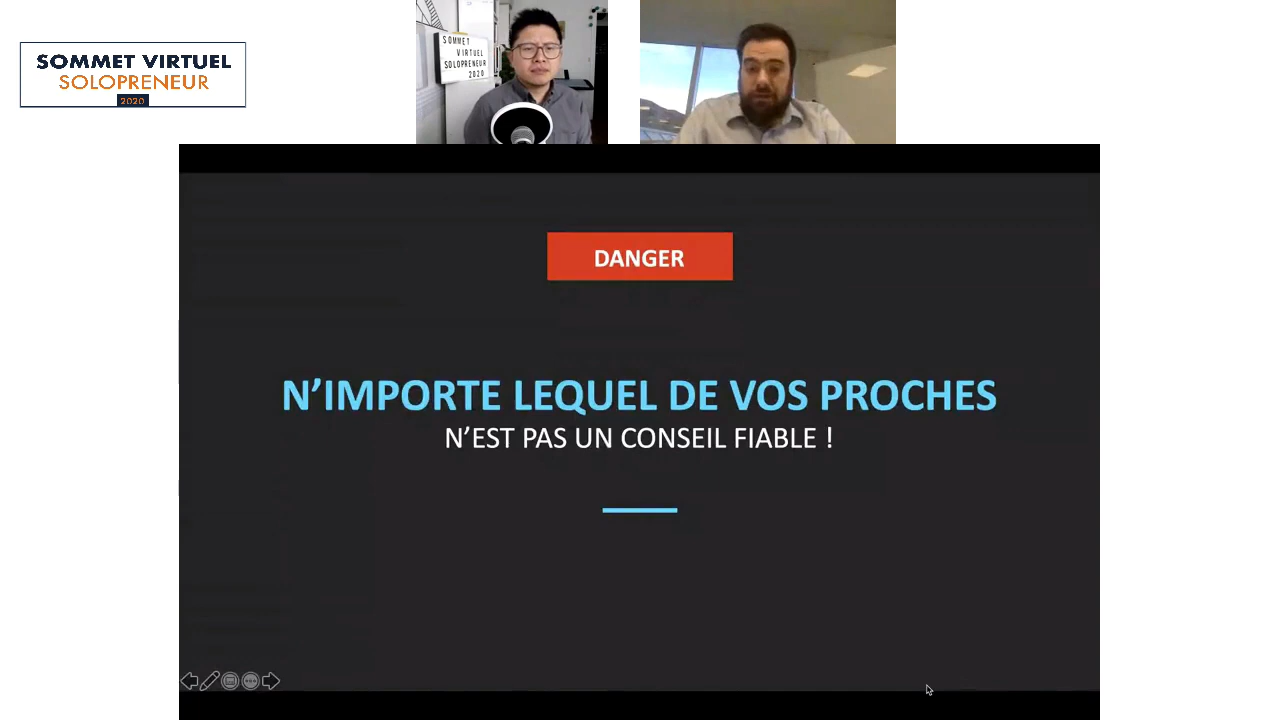 SOMMET VIRTUEL
SOLOPRENEUR
2020
SOMMET
VIRTUEL
SOLOPRENEUR
2020
DANGER
N’IMPORTE LEQUEL DE VOS PROCHES
N’EST PAS UN CONSEIL FIABLE !